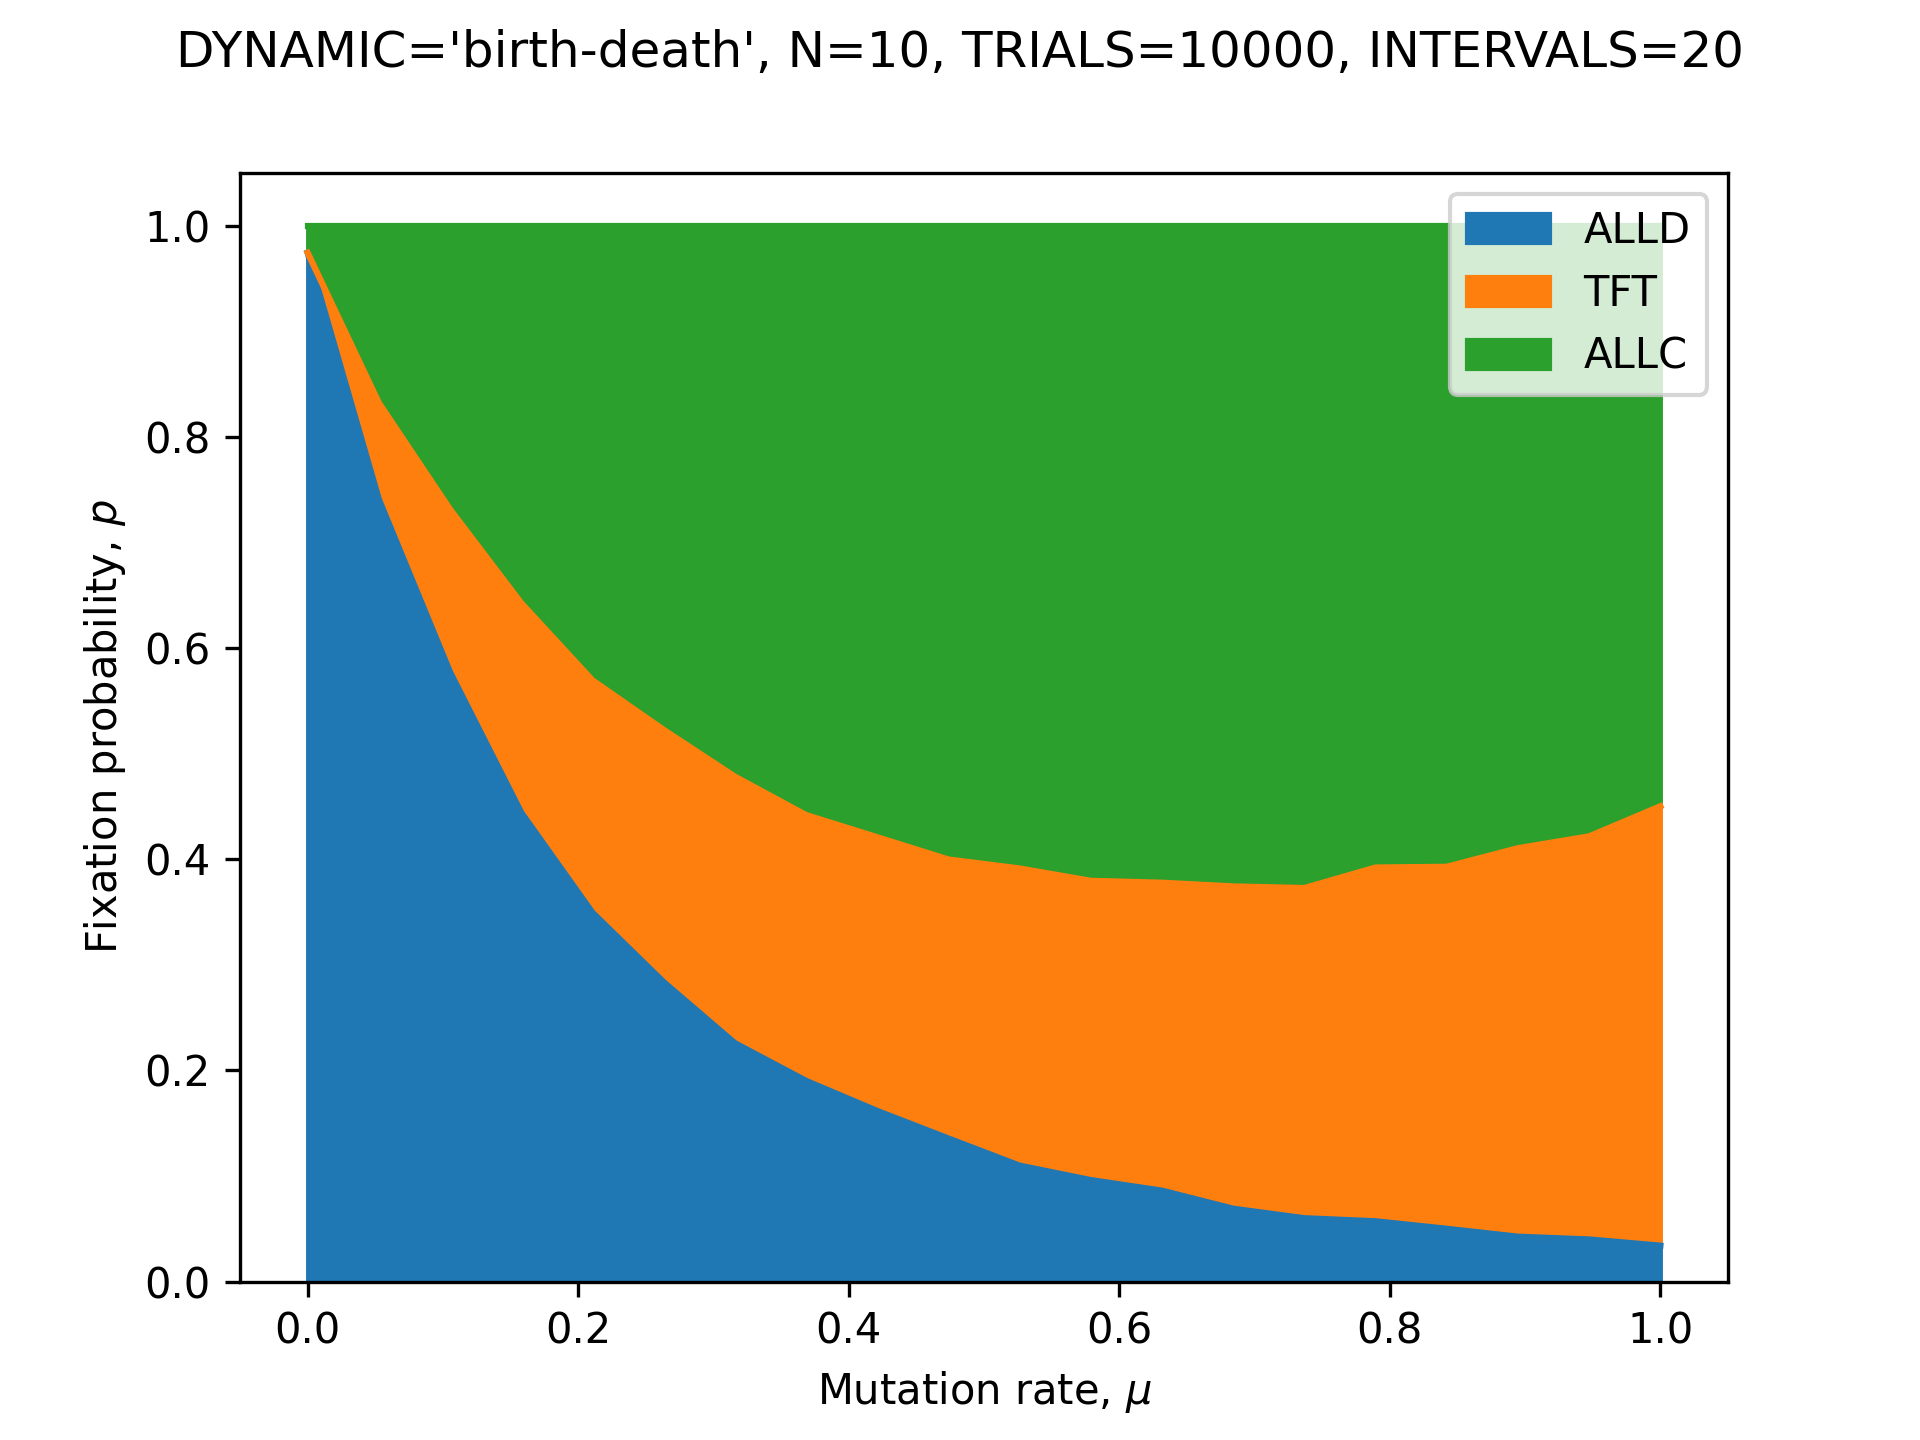 DYNAMIC='birth-death', N=10, TRIALS=10000, INTERVALS=20
ALLD
TFT
ALLC
1.0
0.8
0.6
0.4
0.2
0.0
Fixation probability, p
0.0 0.2 0.4 0.6 0.8 1.0
Mutation rate, μ